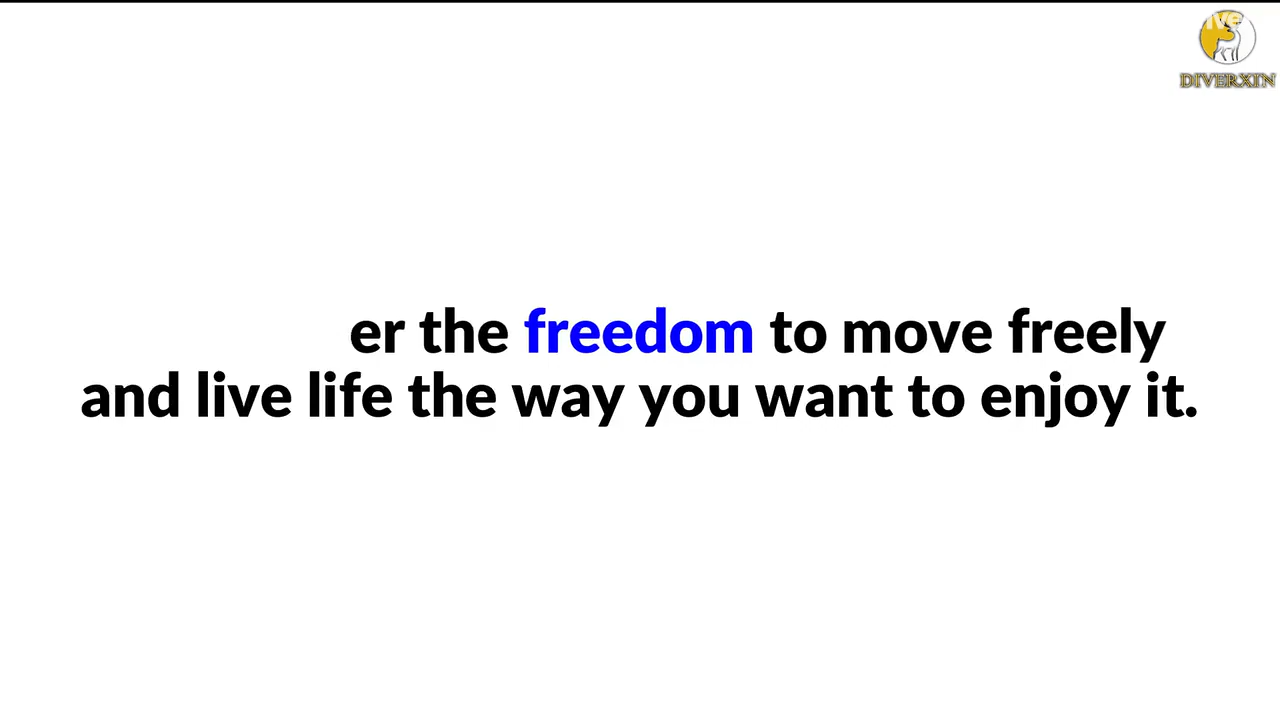 DIVERXIN
er the freedom to move freely
and live life the way you want to enjoy it.